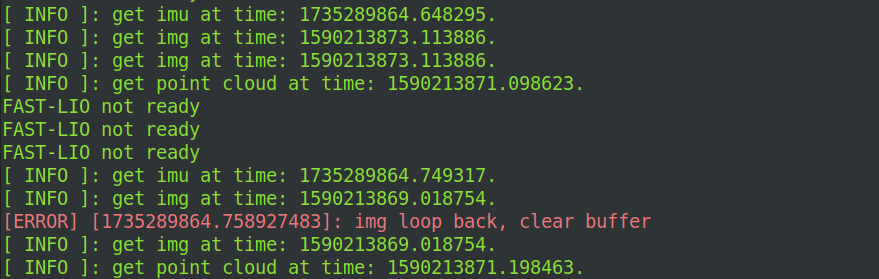 [ INFO ]: get imu at time: 1735289864.648295.
[ INFO ]: get img at time: 1590213873.113886.
[ INFO ]: get img at time: 1590213873.113886.
[ INFO ]: get point cloud at time: 1590213871.098623.
FAST-LIO not ready
FAST-LIO not ready
FAST-LIO not ready
[ INFO ]: get imu at time: 1735289864.749317.
[ INFO ]: get img at time: 1590213869.018754.
[ERROR] [1735289864.758927483]: img loop back, clear buffer
[ INFO ]: get img at time: 1590213869.018754.
[ INFO ]: get point cloud at time: 1590213871.198463.